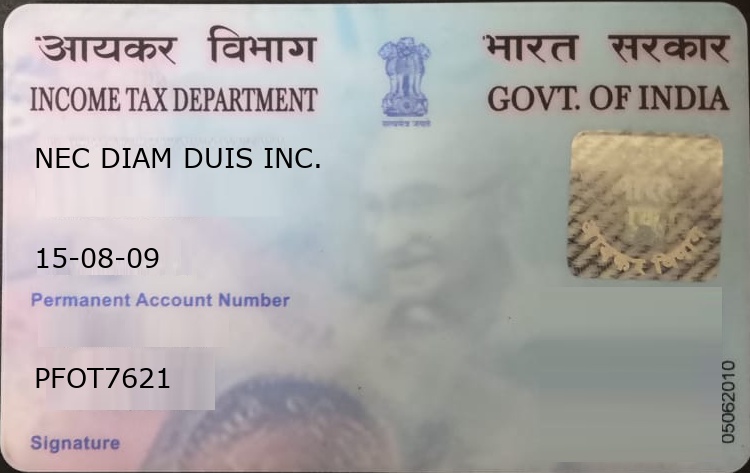 आयकर विभाग
भारत सरकार
INCOME TAX DEPARTMENT
GOVT. OF INDIA
सत्यमेव जयते
NEC DIAM DUIS INC.
15-08-09
Permanent Account Number
PFOT7621
Signature
05062010